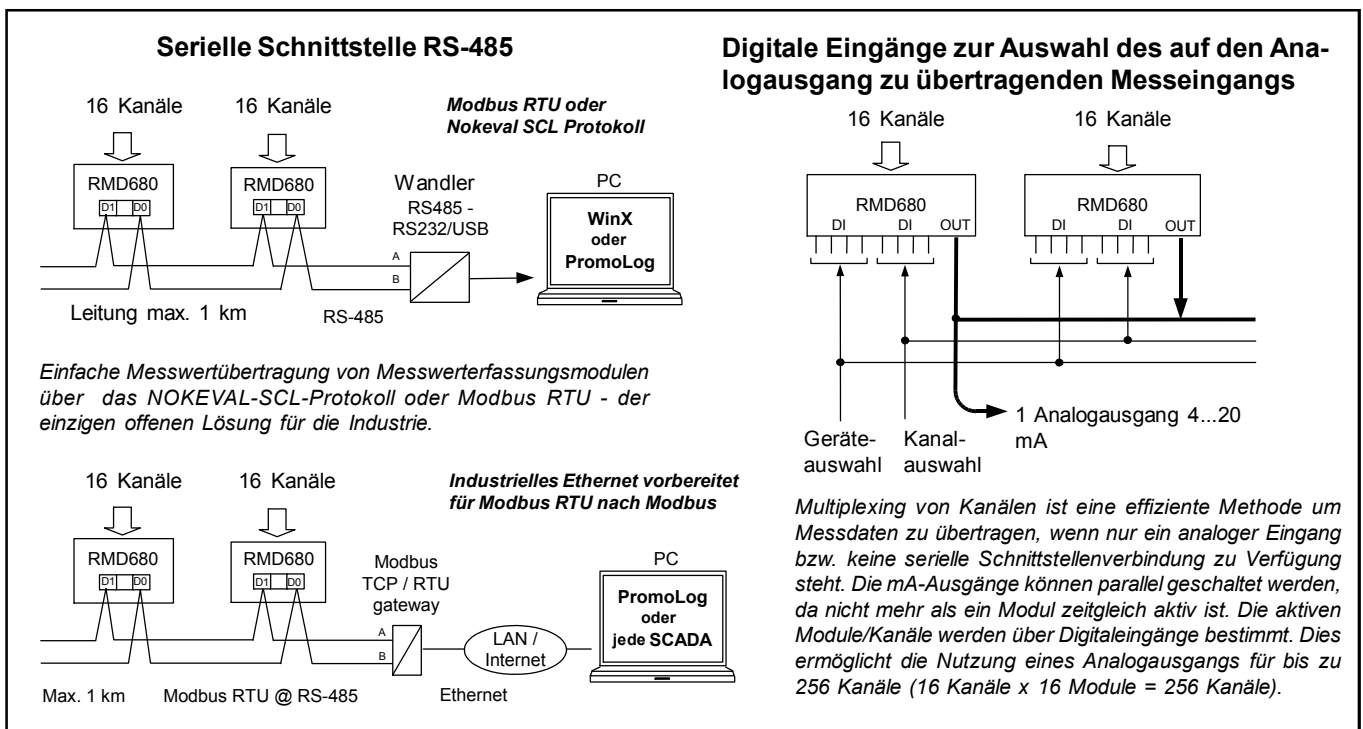 Serielle Schnittstelle RS-485
16 Kanäle
16 Kanäle
Modbus RTU oder
Nokeval SCL Protokoll
RMD680
D1
D0
RMD680
D1
D0
Wandler
RS485 -
RS232/USB
A
B
PC
WinX
oder
PromoLog
Leitung max. 1 km
RS-485
Einfache Messwertübertragung von Messwerterfassungsmodulen
über das NOKEVAL-SCL-Protokoll oder Modbus RTU - der
einzigen offenen Lösung für die Industrie.
16 Kanäle
16 Kanäle
Industrielles Ethernet vorbereitet
für Modbus RTU nach Modbus
RMD680
D1
D0
RMD680
D1
D0
Modbus
TCP / RTU
gateway
A
B
LAN /
Internet
PC
PromoLog
oder
jede SCADA
Max. 1 km
Modbus RTU @ RS-485
Ethernet
Digitale Eingänge zur Auswahl des auf den Ana-
logausgang zu übertragenden Messeingangs
16 Kanäle
16 Kanäle
RMD680
DI
DI
OUT
RMD680
DI
DI
OUT
1 Analogausgang 4...20
mA
Geräte-
auswahl
Kanal-
auswahl
Multiplexing von Kanälen ist eine effiziente Methode um
Messdaten zu übertragen, wenn nur ein analoger Eingang
bzw. keine serielle Schnittstellenverbindung zu Verfügung
steht. Die mA-Ausgänge können parallel geschaltet werden,
da nicht mehr als ein Modul zeitgleich aktiv ist. Die aktiven
Module/Kanäle werden über Digitaleingänge bestimmt. Dies
ermöglicht die Nutzung eines Analogausgangs für bis zu
256 Kanäle (16 Kanäle x 16 Module = 256 Kanäle).